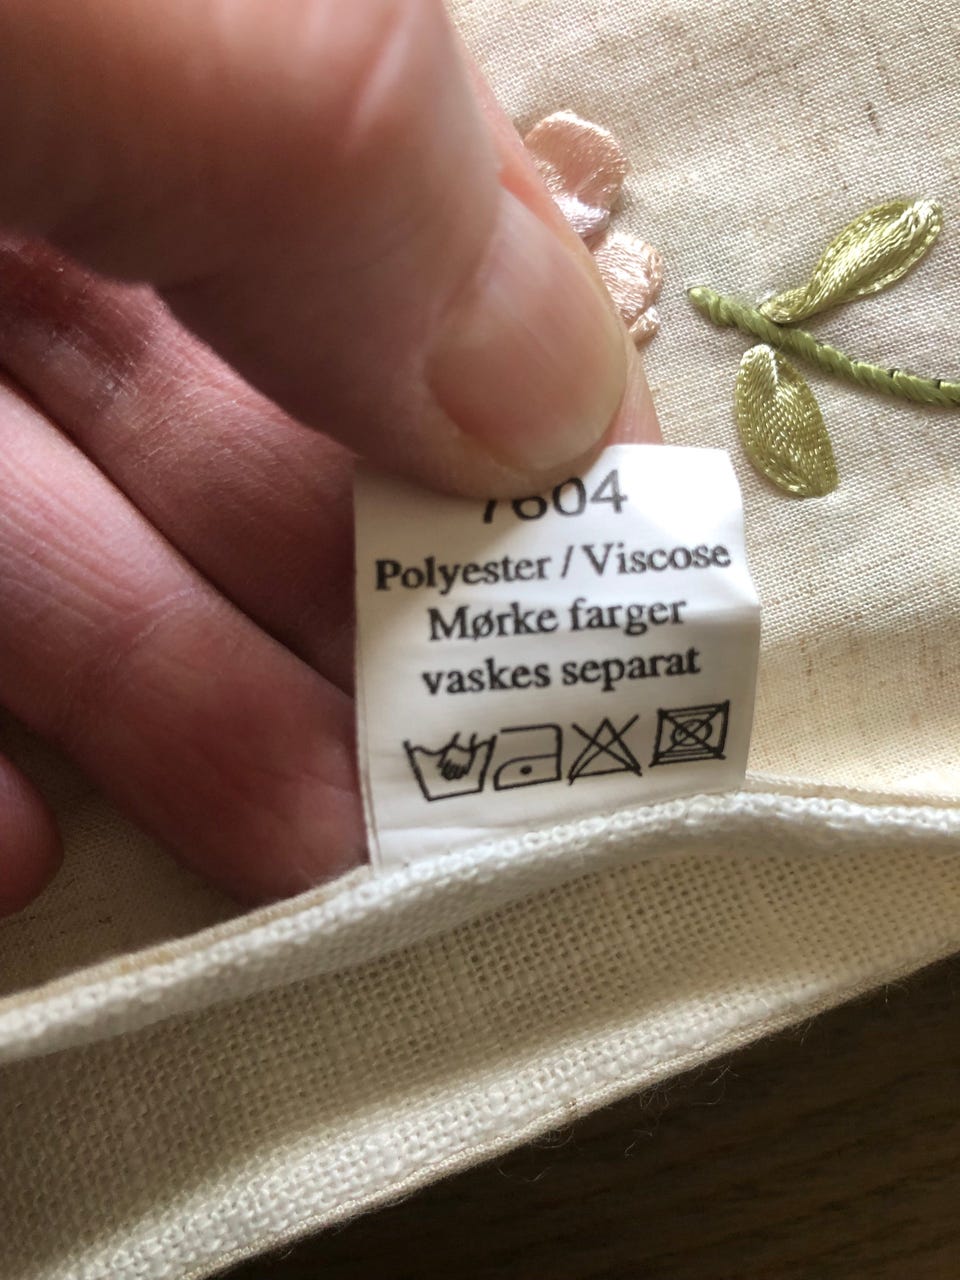 7604
Polyester / Viscose
Mørke farger
vaskes separat